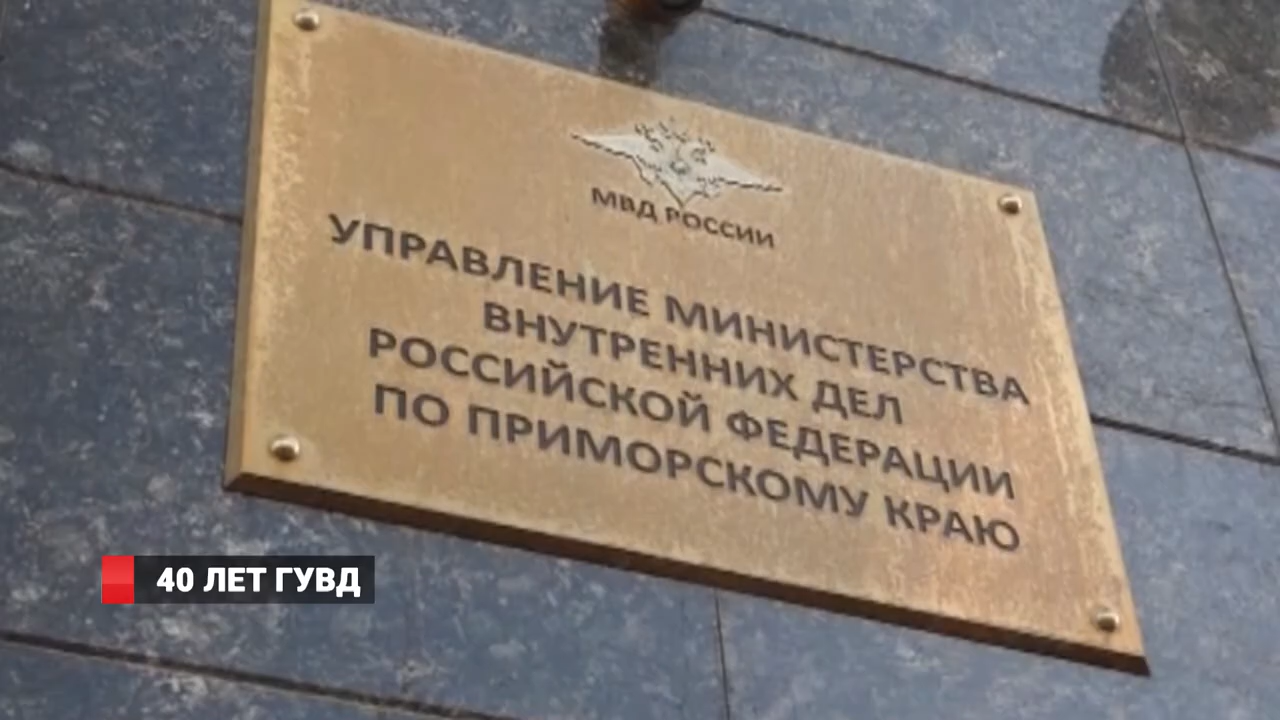 МВД РОССИИ
УПРАВЛЕНИЕ МИНИСТЕРСТВА
ВНУТРЕННИХ ДЕЛ
РОССИЙСКОЙ ФЕДЕРАЦИИ
ПО ПРИМОРСКОМУ КРАЮ
40 ЛЕТ ГУВД